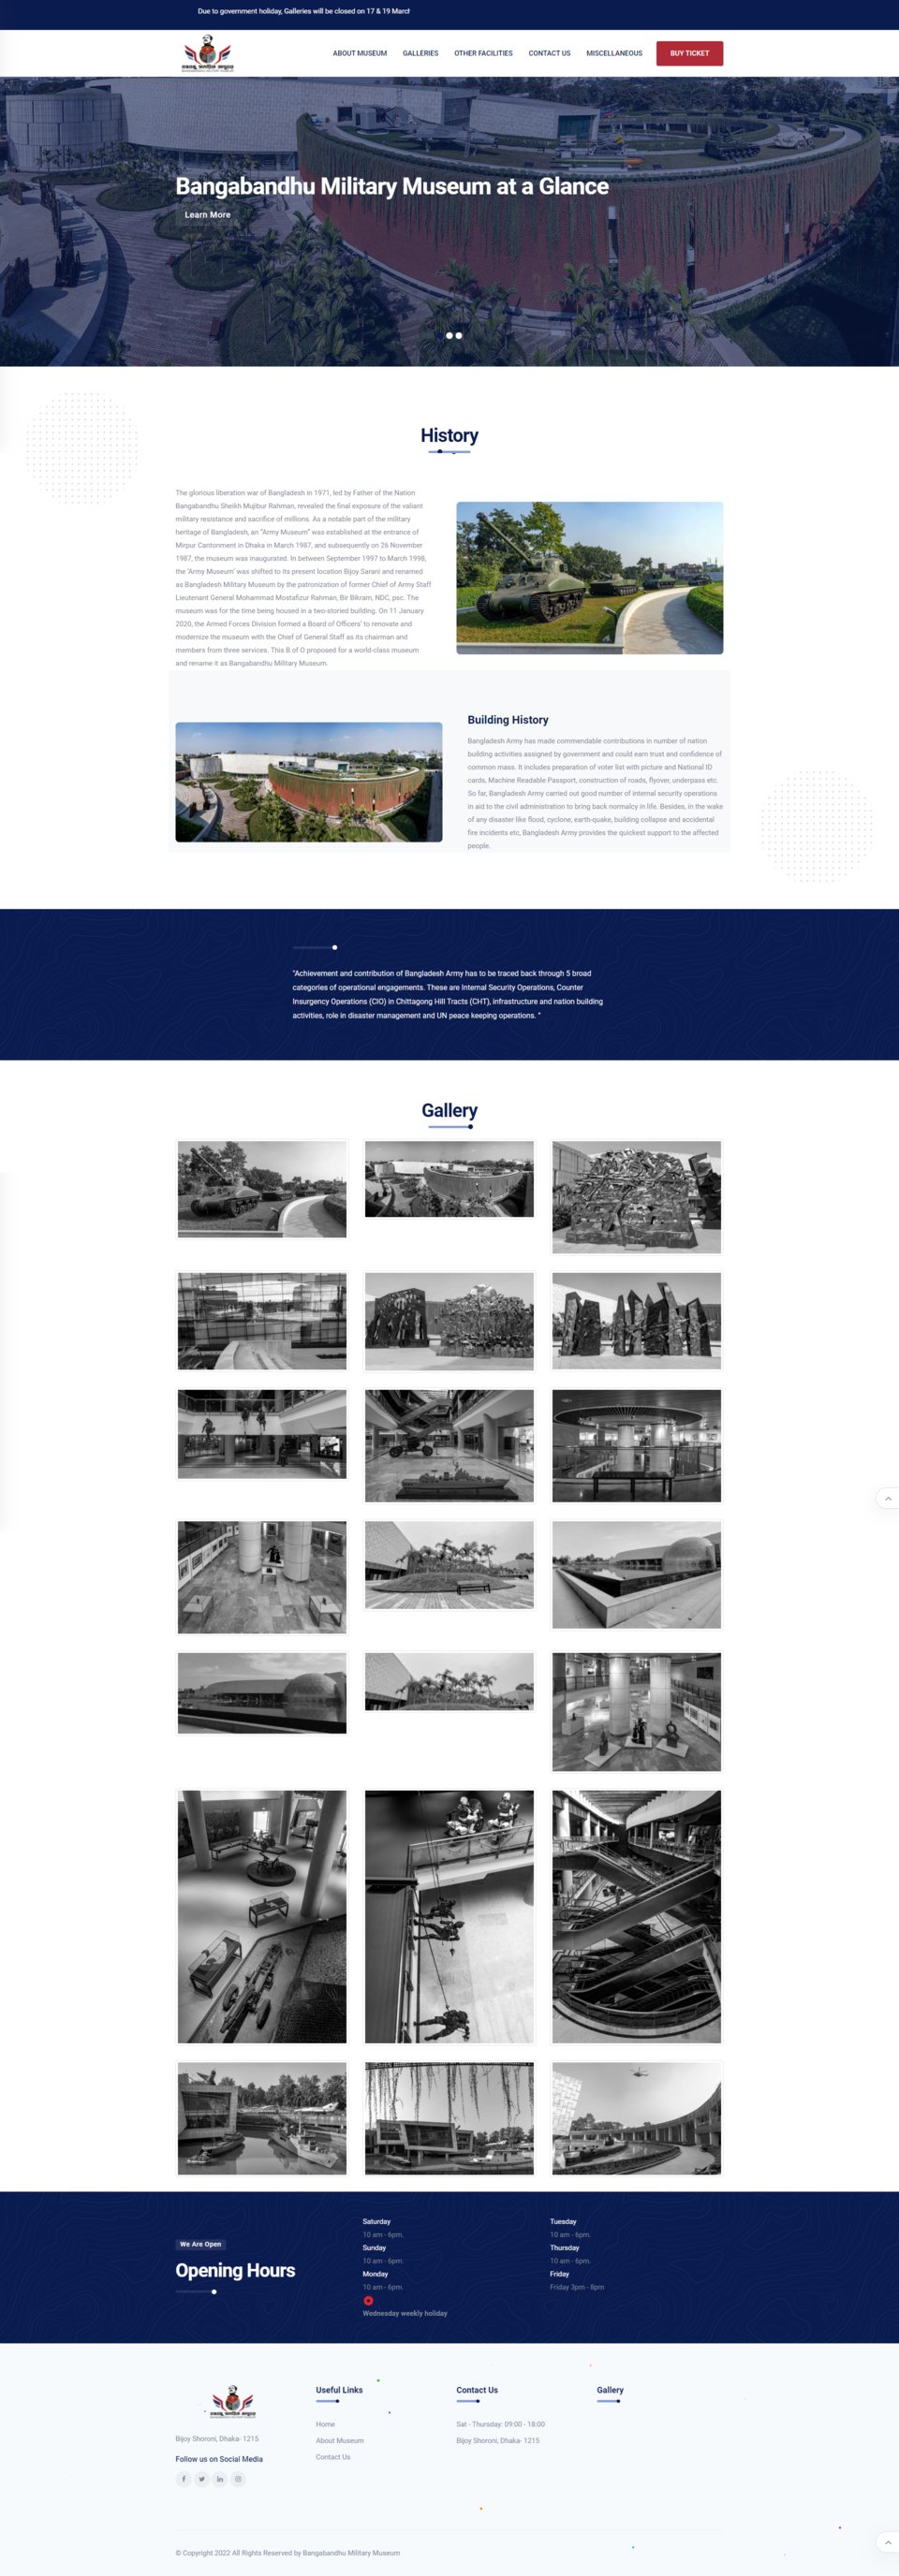 Due to government holiday, Galleries will be closed on 17 & 19 March
ABOUT MUSEUM GALLERIES OTHER FACILITIES CONTACT US MISCELLANEOUS BUY TICKET
Bangabandhu Military Museum at a Glance
Learn More
History
The glorious liberation war of Bangladesh in 1971, led by Father of the Nation
Bangabandhu Sheikh Mujibur Rahman, revealed the final exposure of the valiant
military resistance and sacrifice of millions. As a notable part of the military
heritage of Bangladesh, an "Army Museum" was established at the entrance of
Mirpur Cantonment in Dhaka in March 1987, and subsequently on 26 November
1987, the museum was inaugurated. In between September 1997 to March 1998,
the 'Army Museum' was shifted to its present location Bijoy Sarani and renamed
as Bangladesh Military Museum by the patronization of former Chief of Army Staff
Lieutenant General Mohammad Mostafizur Rahman, Bir Bikram, NDC, psc. The
museum was for the time being housed in a two-storied building. On 11 January
2020, the Armed Forces Division formed a Board of Officers' to renovate and
modernize the museum with the Chief of General Staff as its chairman and
members from three services. This B of O proposed for a world-class museum
and rename it as Bangabandhu Military Museum.
Building History
Bangladesh Army has made commendable contributions in number of nation
building activities assigned by government and could earn trust and confidence of
common mass. It includes preparation of voter list with picture and National ID
cards, Machine Readable Passport, construction of roads, flyover, underpass etc.
So far, Bangladesh Army carried out good number of internal security operations
in aid to the civil administration to bring back normalcy in life. Besides, in the wake
of any disaster like flood, cyclone, earth-quake, building collapse and accidental
fire incidents etc, Bangladesh Army provides the quickest support to the affected
people.
"Achievement and contribution of Bangladesh Army has to be traced back through 5 broad
categories of operational engagements. These are Internal Security Operations, Counter
Insurgency Operations (CIO) in Chittagong Hill Tracts (CHT), infrastructure and nation building
activities, role in disaster management and UN peace keeping operations. "
Gallery
We Are Open
Opening Hours
Saturday
10 am - 6pm.
Sunday
10 am - 6pm.
Monday
10 am - 6pm.
Wednesday weekly holiday
Tuesday
10 am - 6pm.
Thursday
10 am - 6pm.
Friday
Friday 3pm - 8pm
Bijoy Shoroni, Dhaka- 1215
Follow us on Social Media
Useful Links
Home
About Museum
Contact Us
Contact Us
Sat - Thursday: 09:00 - 18:00
Bijoy Shoroni, Dhaka- 1215
Gallery
© Copyright 2022 All Rights Reserved by Bangabandhu Military Museum